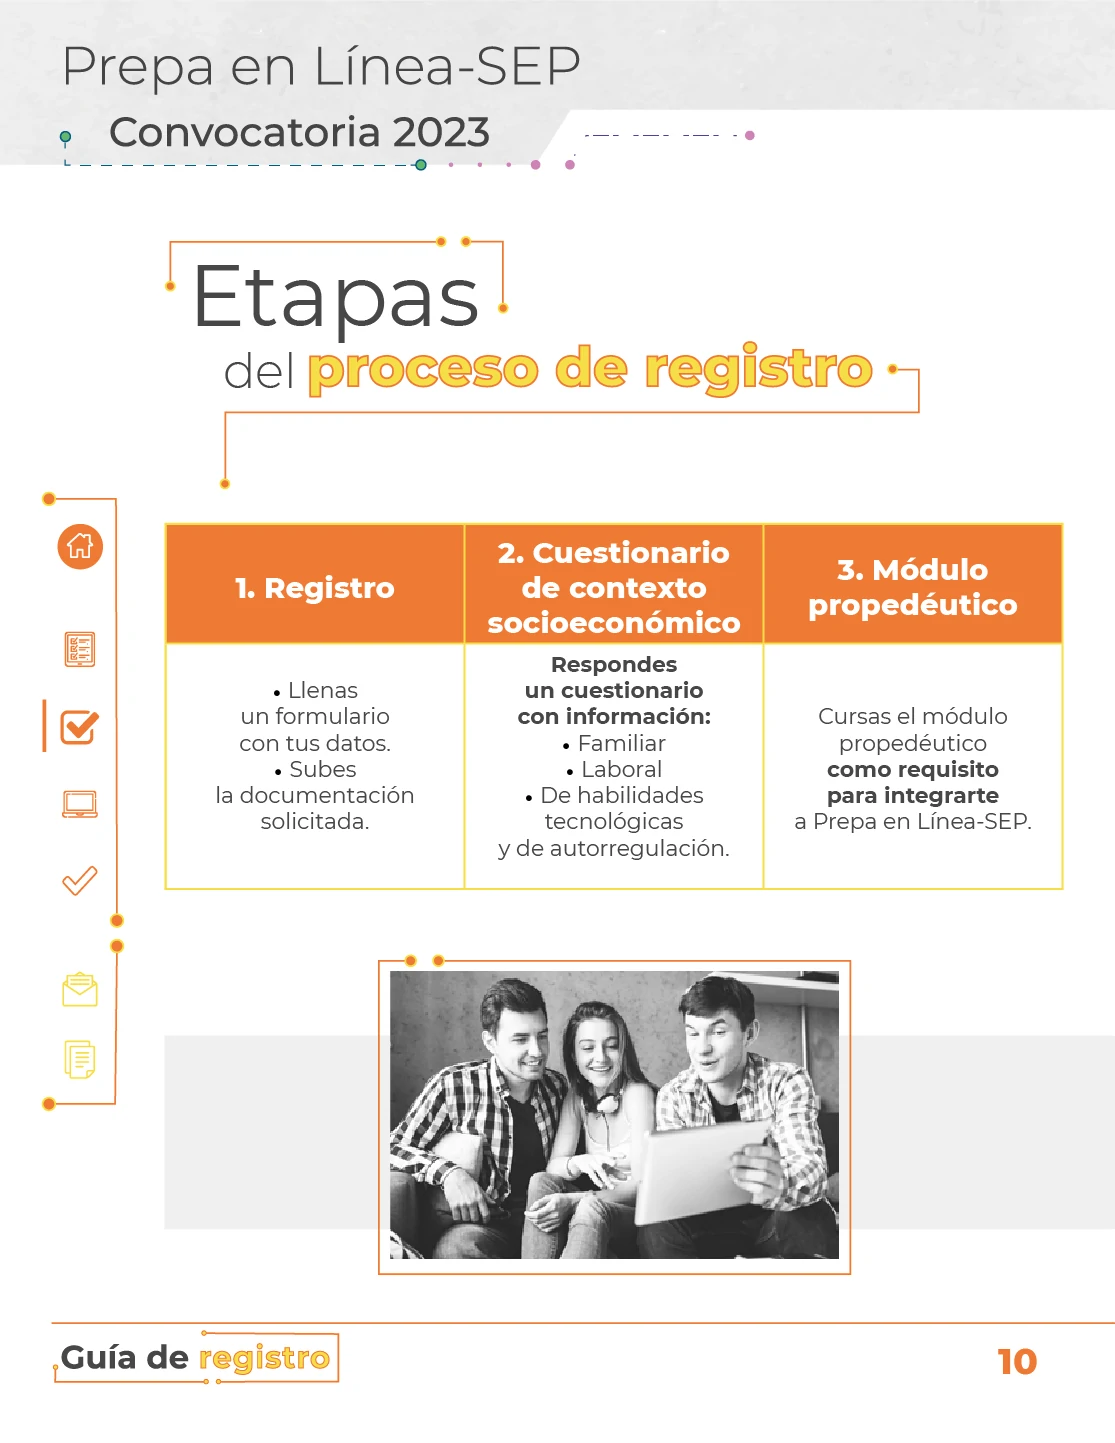 Prepa en Línea-SEP
Convocatoria 2023
Etapas
del proceso de registro
1. Registro
• Llenas
un formulario
con tus datos.
• Subes
la documentación
solicitada.
2. Cuestionario
de contexto
socioeconómico
Respondes
un cuestionario
con información:
• Familiar
• Laboral
• De habilidades
tecnológicas
y de autorregulación.
3. Módulo
propedéutico
Cursas el módulo
propedéutico
como requisito
para integrarte
a Prepa en Línea-SEP.
Guía de registro
10